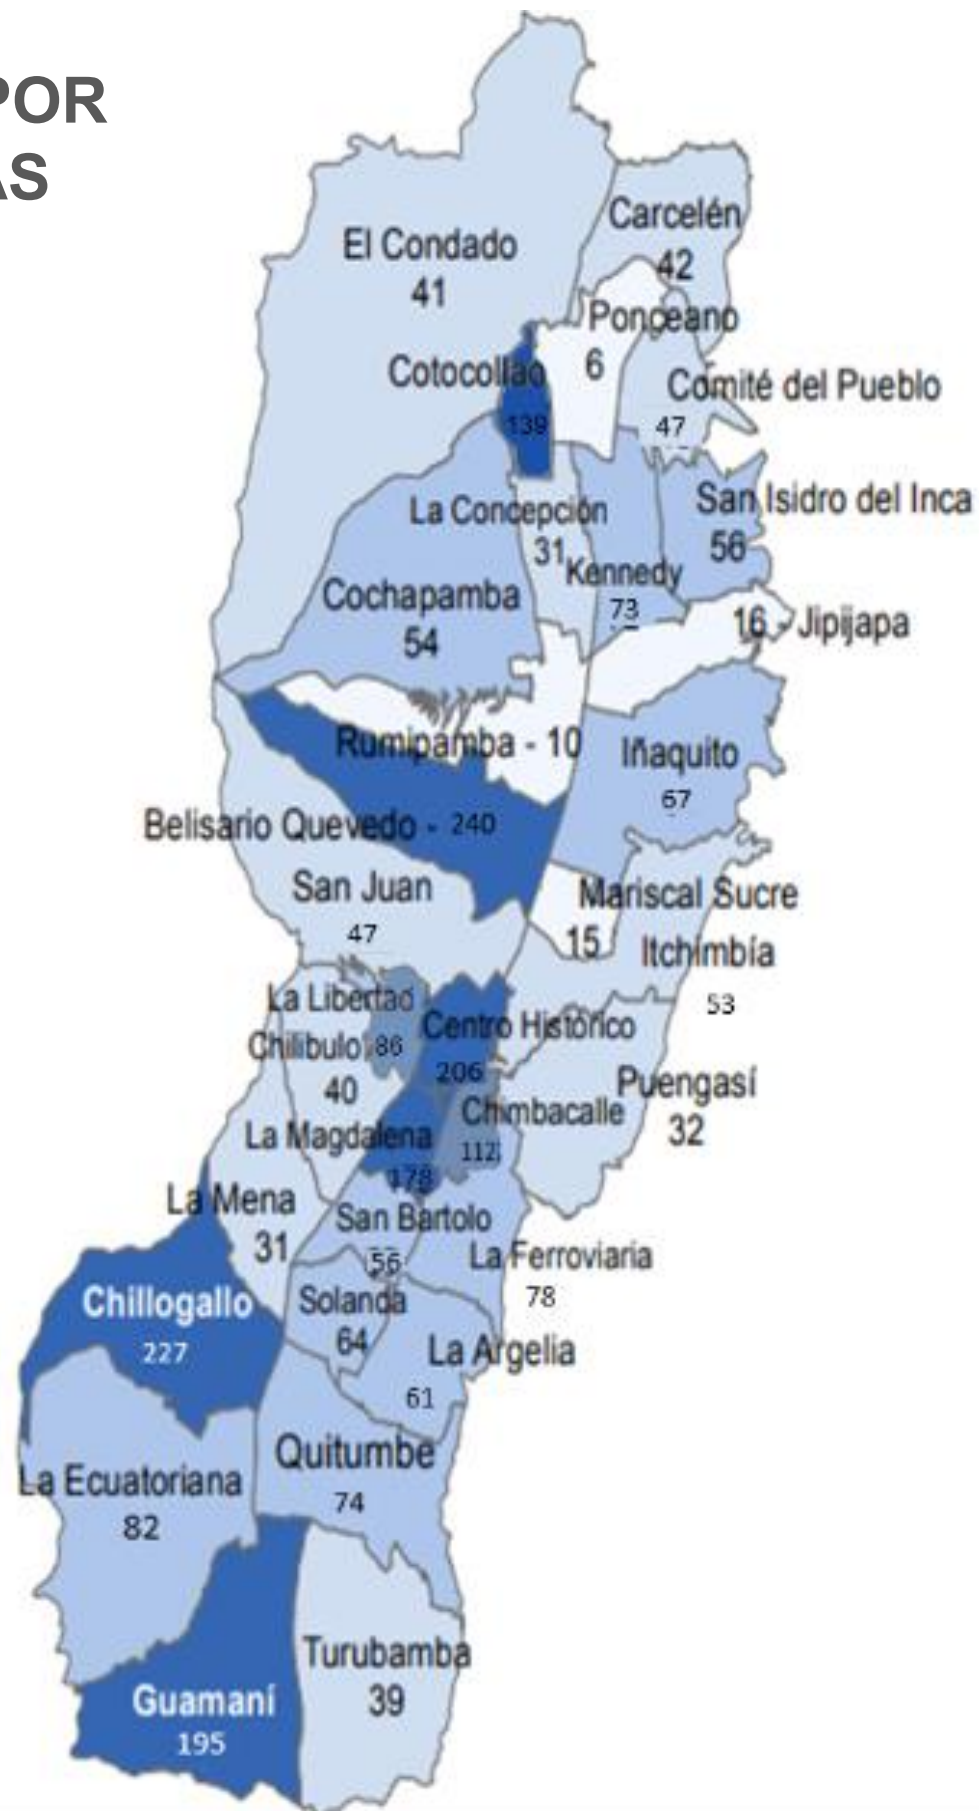 POR
AS
El Condado
41
Carcelén
42
Ponceano
6
Cotocollao
139
Comité del Pueblo
47
La Concepción
31
San Isidro del Inca
56
Kennedy
73
Cochapamba
54
16 - Jipijapa
Rumipamba - 10
Iñaquito
67
Belisario Quevedo - 240
San Juan
47
Mariscal Sucre
15
Itchimbía
53
La Libertad
86
Centro Histórico
206
Chilibulo
40
Puengasí
32
Chimbacalle
112
La Magdalena
178
La Mena
31
San Bartolo
56
La Ferroviaria
78
Chillogallo
227
Solanda
64
La Argelia
61
Quitumbe
74
La Ecuatoriana
82
Turubamba
39
Guamaní
195